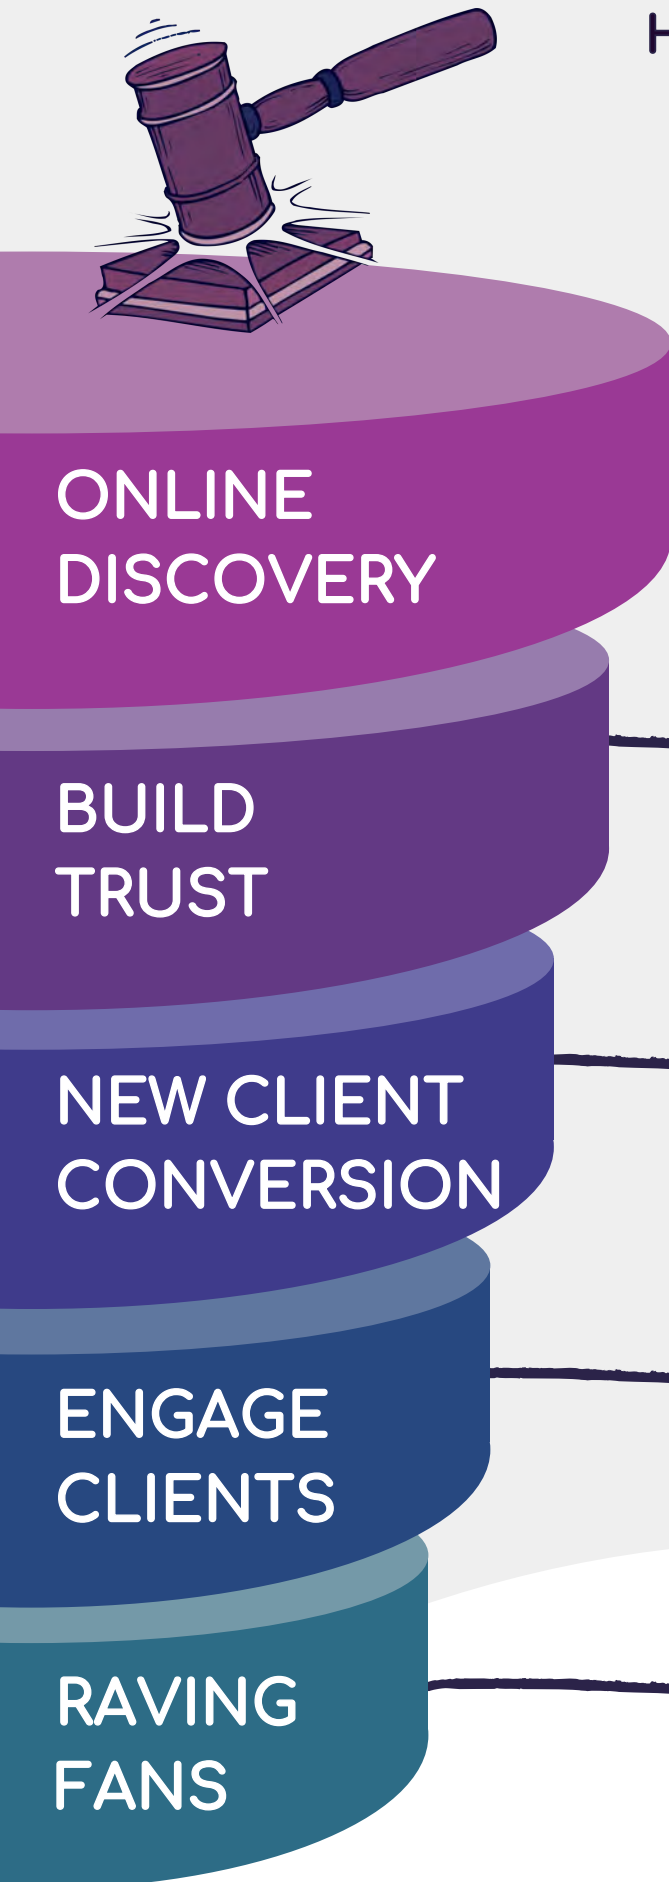 ONLINE
DISCOVERY
BUILD
TRUST
NEW CLIENT
CONVERSION
ENGAGE
CLIENTS
RAVING
FANS